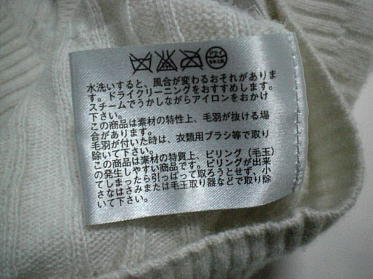 水洗いすると、風合が変わるおそれがありま
す。ドライクリーニングをおすすめします。
スチームでうかしながらアイロンをおかけ
下さい。
この商品は素材の特性上、毛羽が抜ける場
合があります。
毛羽が付いた時は、衣類用ブラシ等で取り
除いて下さい。
この商品は素材の特質上、ピリング(毛玉)
の発生しやすい商品です。ピリングが出来
てしまったら引っぱって取ろうとせず、小
さなはさみまたは毛玉取り器などで取り除
いて下さい。